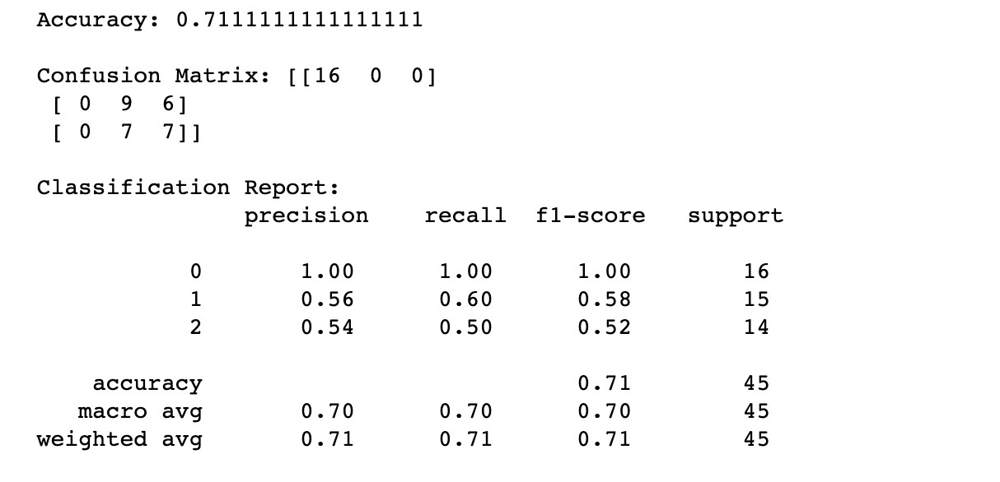 Accuracy: 0.7111111111111111
Confusion Matrix: [[16  0  0]
 [ 0  9  6]
 [ 0  7  7]]
Classification Report:
               precision    recall  f1-score   support
           0       1.00      1.00      1.00        16
           1       0.56      0.60      0.58        15
           2       0.54      0.50      0.52        14
    accuracy                           0.71        45
   macro avg       0.70      0.70      0.70        45
weighted avg       0.71      0.71      0.71        45